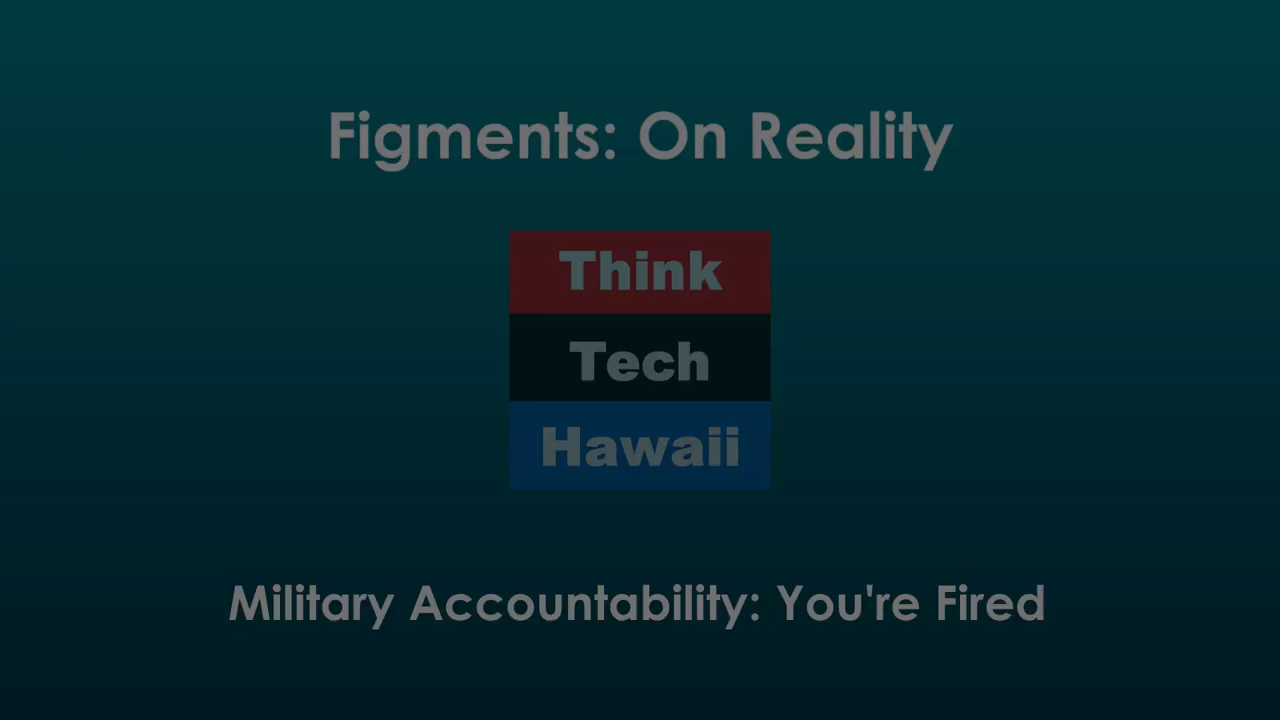 Figments: On Reality
Think
Tech
Hawaii
Military Accountability: You're Fired